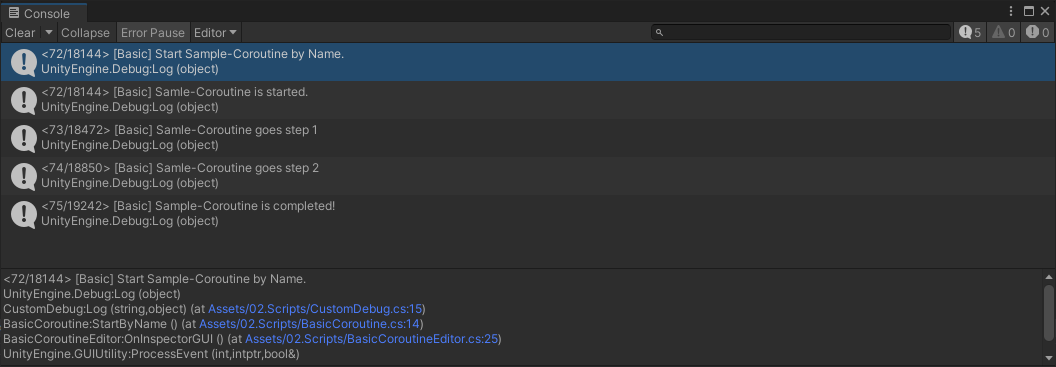 Console
Clear Collapse Error Pause Editor 5 0 0
<72/18144> [Basic] Start Sample-Coroutine by Name.
UnityEngine.Debug:Log (object)
<72/18144> [Basic] Samle-Coroutine is started.
UnityEngine.Debug:Log (object)
<73/18472> [Basic] Samle-Coroutine goes step 1
UnityEngine.Debug:Log (object)
<74/18850> [Basic] Samle-Coroutine goes step 2
UnityEngine.Debug:Log (object)
<75/19242> [Basic] Sample-Coroutine is completed!
UnityEngine.Debug:Log (object)
<72/18144> [Basic] Start Sample-Coroutine by Name.
UnityEngine.Debug:Log (object)
CustomDebug:Log (string,object) (at Assets/02.Scripts/CustomDebug.cs:15)
BasicCoroutine:StartByName () (at Assets/02.Scripts/BasicCoroutine.cs:14)
BasicCoroutineEditor:OnInspectorGUI () (at Assets/02.Scripts/BasicCoroutineEditor.cs:25)
UnityEngine.GUIUtility:ProcessEvent (int,intptr,bool&)